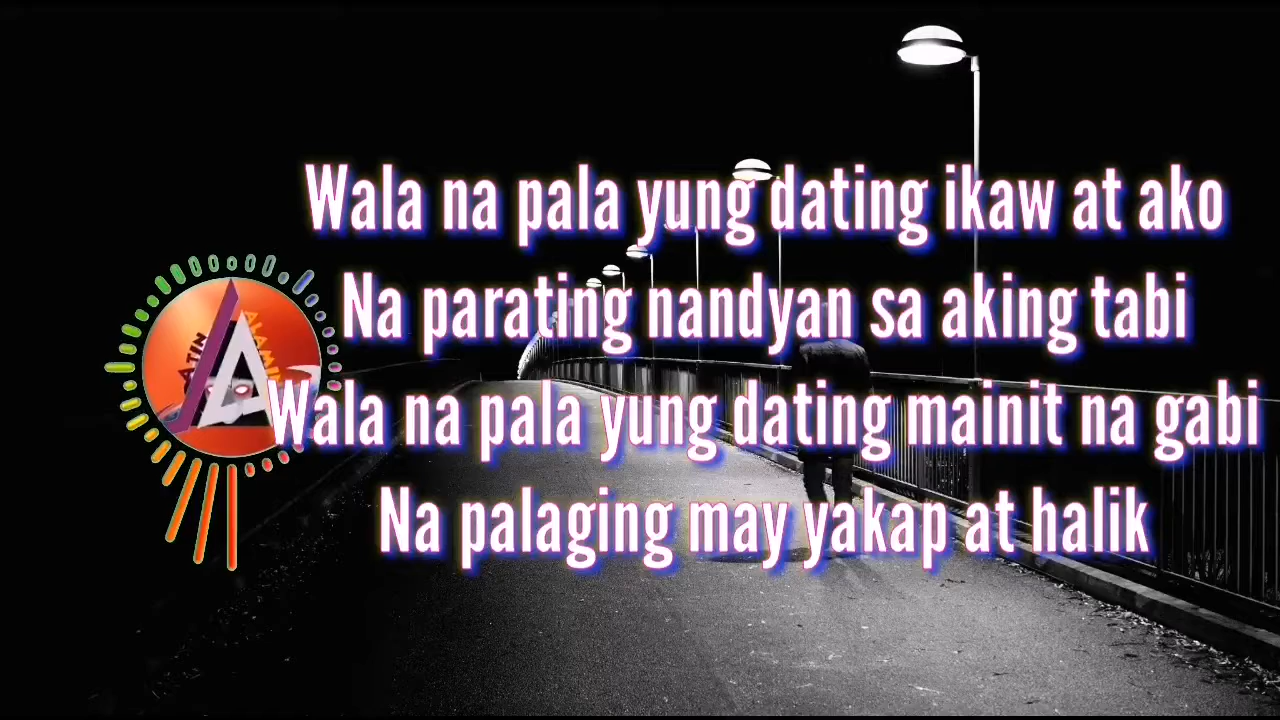 Wala na pala yung dating ikaw at ako
Na parating nandyan sa aking tabi
Wala na pala yung dating mainit na gabi
Na palaging may yakap at halik
ATIN